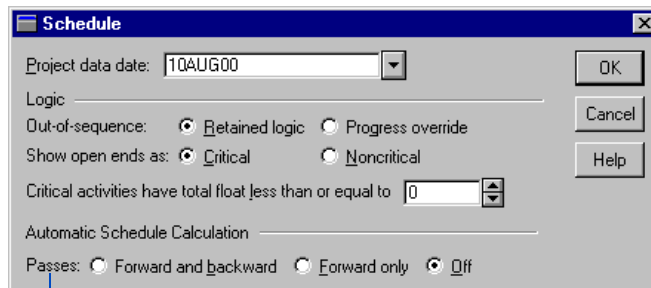 Schedule
Project data date: 10AUG00
OK
Logic
Out-of-sequence: Retained logic Progress override
Cancel
Show open ends as: Critical Noncritical
Help
Critical activities have total float less than or equal to 0
Automatic Schedule Calculation
Passes: Forward and backward Forward only Off